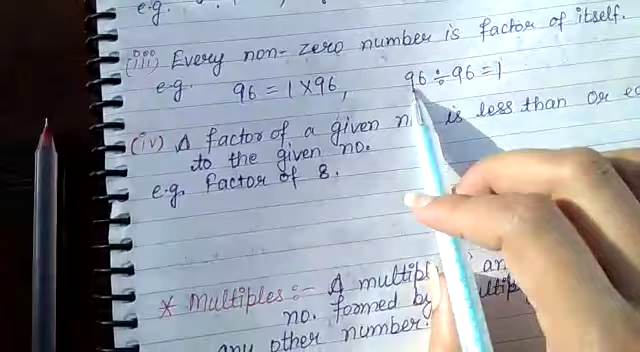 e.g.
(iii) Every non-zero number is factor of itself.
e.g. 96 = 1 × 96, 96 ÷ 96 = 1
(iv) A factor of a given is less than or
to the given no.
e.g. Factor of 8.
* Multiples :- A
no. formed by
any other number.